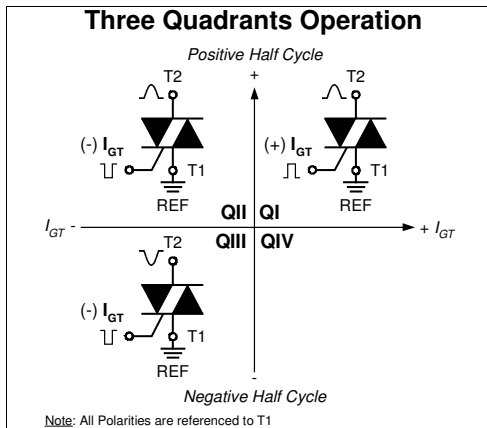 Three Quadrants Operation
Positive Half Cycle
+
T2
(-) IGT
T1
REF
T2
(+) IGT
T1
REF
QII QI
IGT -
+ IGT
QIII QIV
T2
(-) IGT
T1
REF
-
Negative Half Cycle
Note: All Polarities are referenced to T1